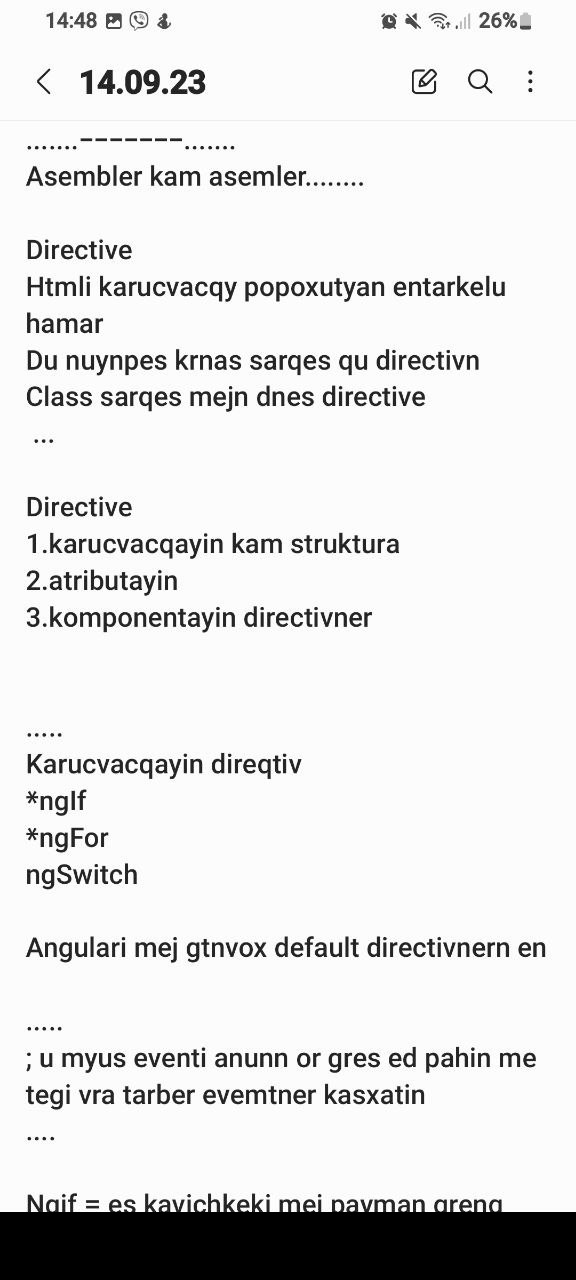 14:48 26%
14.09.23
.......–––––––.......
Asembler kam asemler........
Directive
Htmli karucvacqy popoxutyan entarkelu
hamar
Du nuynpes krnas sarqes qu directivn
Class sarqes mejn dnes directive
...
Directive
1.karucvacqayin kam struktura
2.atributayin
3.komponentayin directivner
.....
Karucvacqayin direqtiv
*ngIf
*ngFor
ngSwitch
Angulari mej gtnvox default directivnern en
.....
; u myus eventi anunn or gres ed pahin me
tegi vra tarber evemtner kasxatin
....
Ngif = es kavichkeki mej payman greng